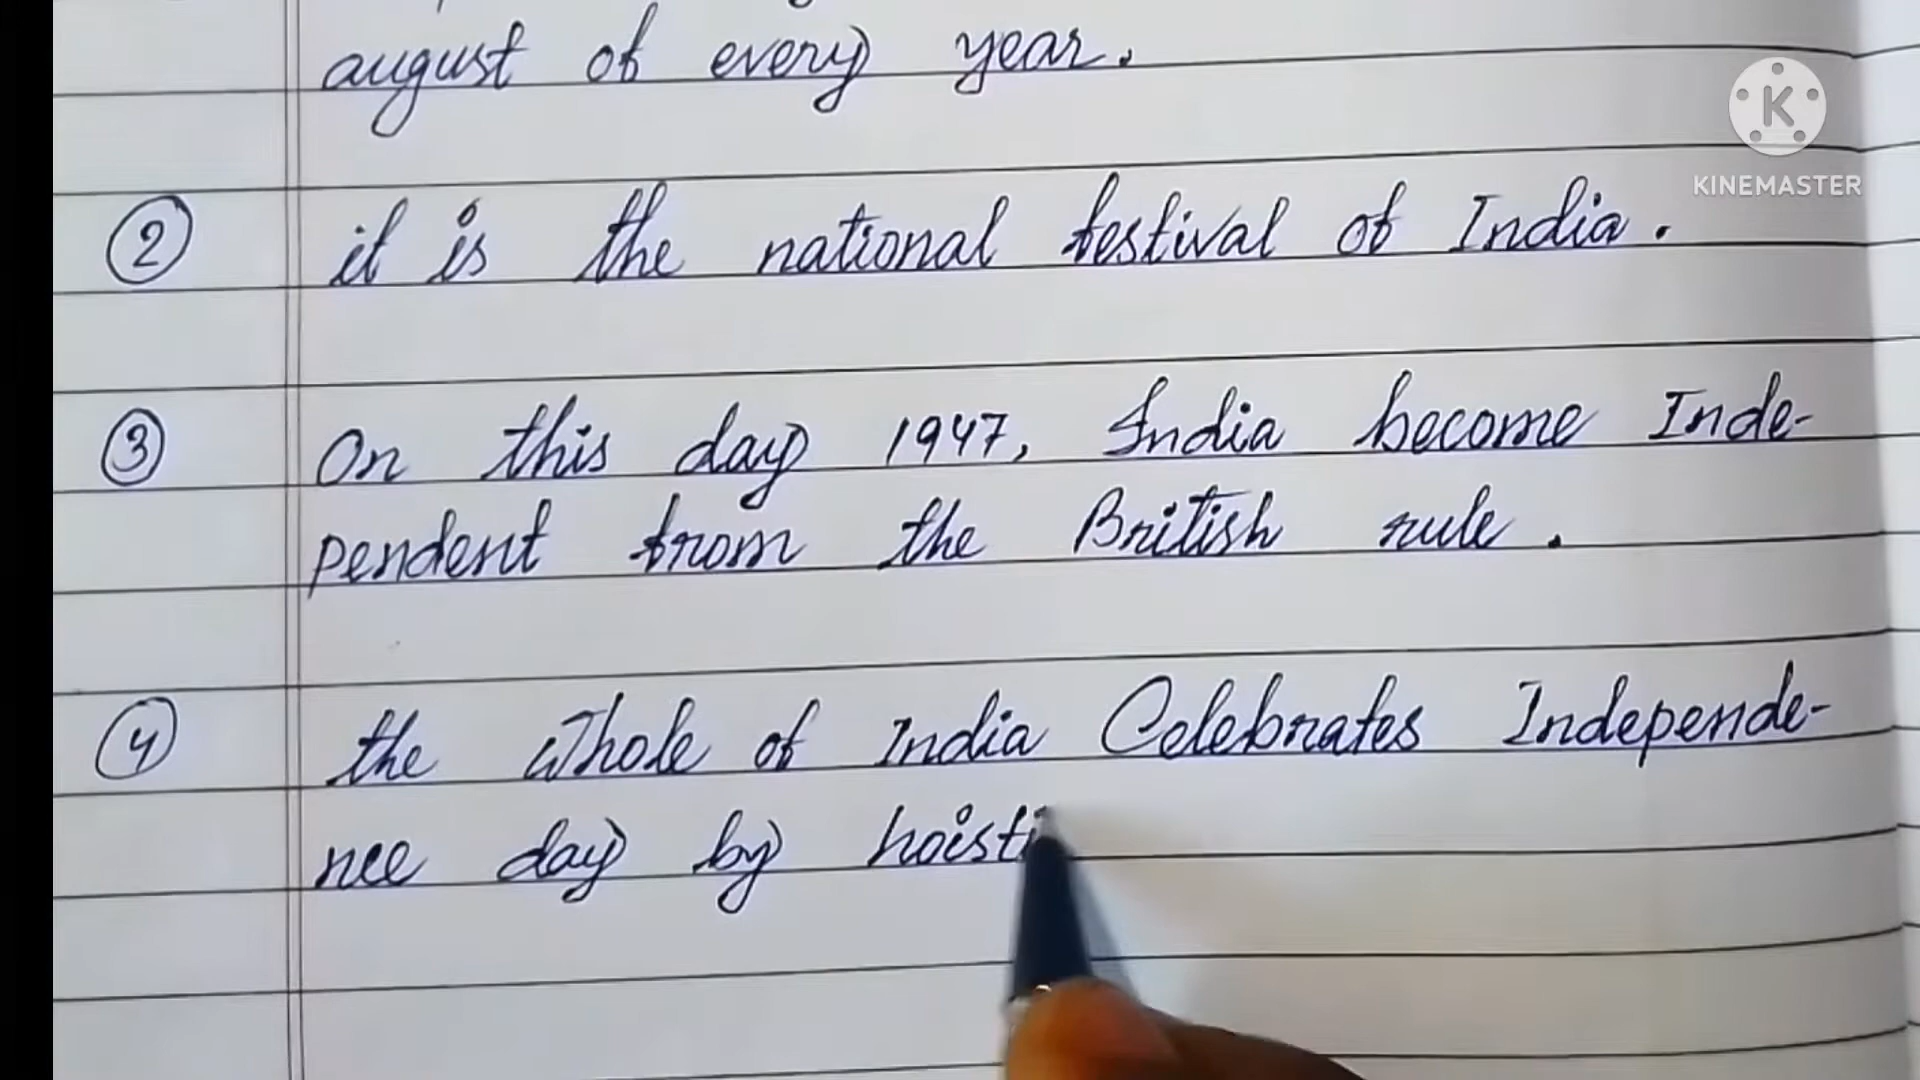 august of every year.
② it is the national festival of India.
③ On this day 1947, India become Inde-
pendent from the British rule.
④ the Whole of India Celebrates Independe-
nce day by hoisti
K
KINEMASTER